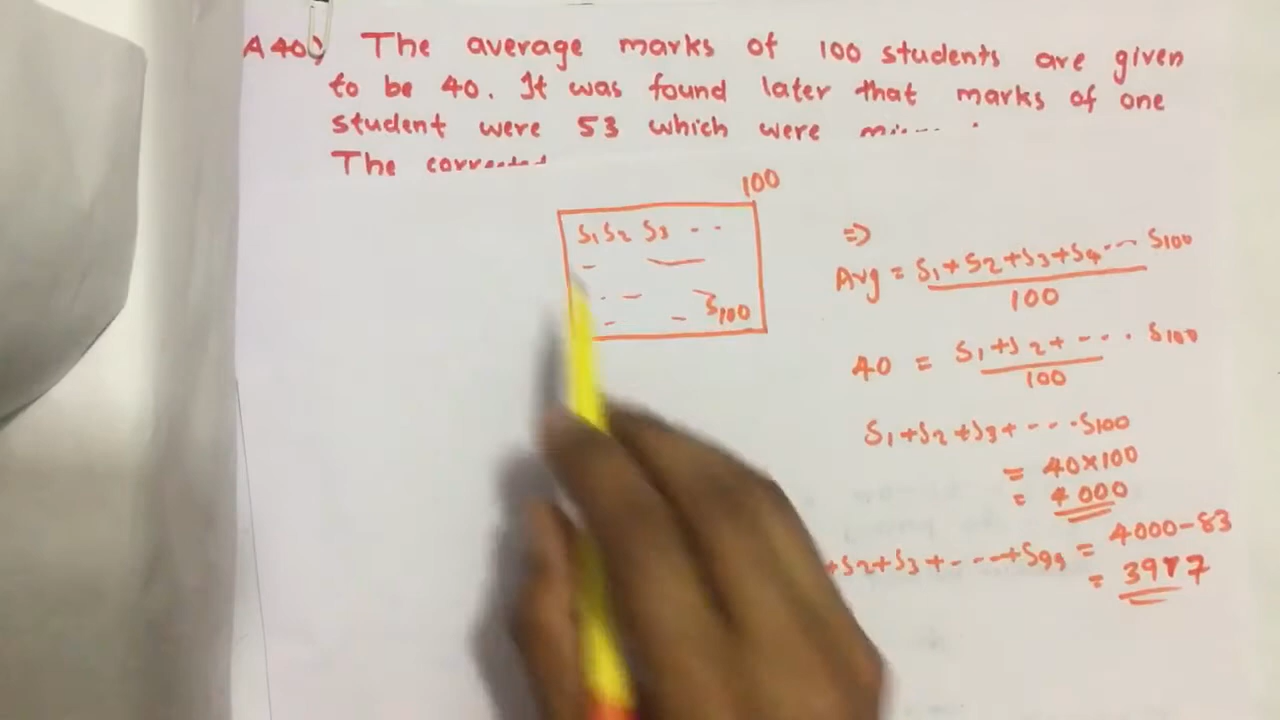 A40) The average marks of 100 students are given
to be 40. It was found later that marks of one
student were 53 which were
The
100
S1 S2 S3 ..
S100
=>
Avg = S1+S2+S3+S4.... S100
100
40 = S1+S2+.... S100
100
S1+S2+S3+....S100
= 40×100
= 4000
+S2+S3+....+S99 = 4000-83
= 3917